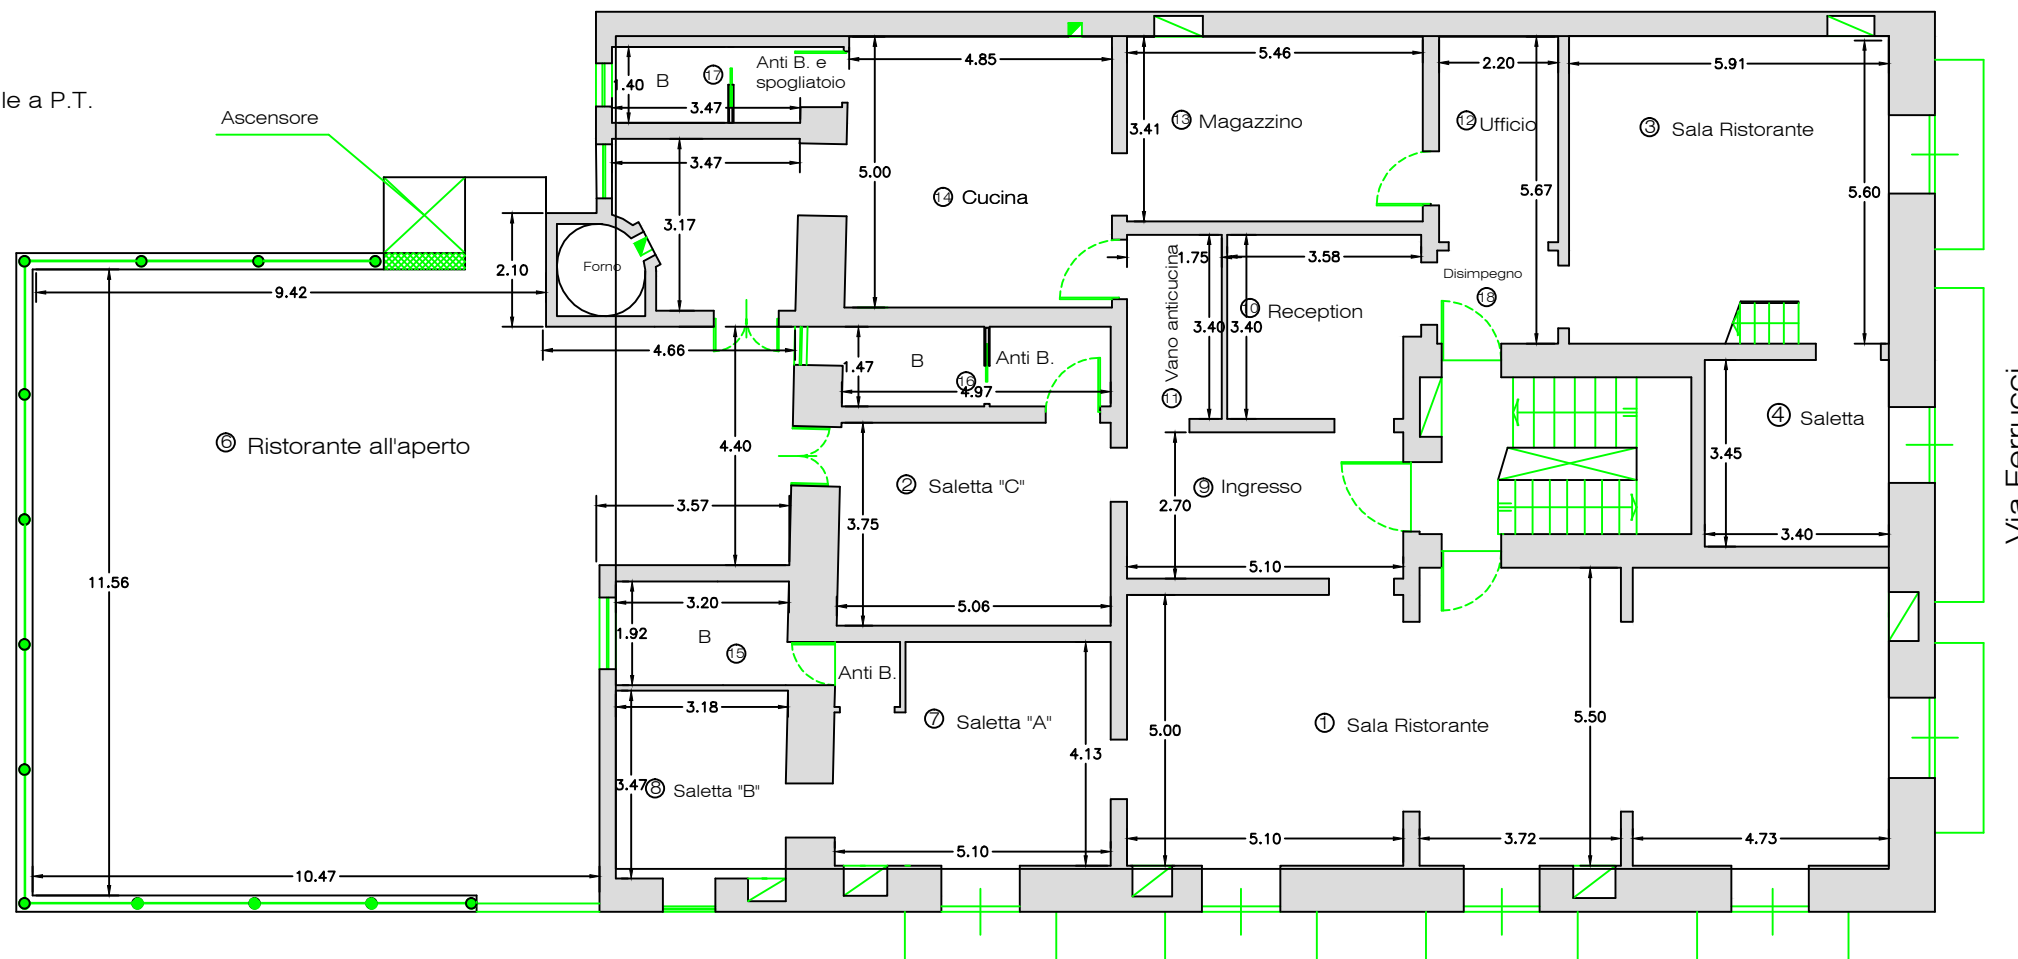 le a P.T.
Ascensore
B
17
Anti B. e
spogliatoio
1.40
3.47
3.47
4.85
5.46
2.20
5.91
3.41
13 Magazzino
12 Ufficio
3 Sala Ristorante
5.00
14 Cucina
5.67
5.60
3.17
2.10
Forno
9.42
1.75
3.58
Disimpegno
18
11 Vano anticucina
10 Reception
3.40
3.40
4.66
1.47
B
16
Anti B.
4.97
6 Ristorante all'aperto
4.40
2 Saletta "C"
9 Ingresso
4 Saletta
3.45
Via Ferrucci
3.57
3.75
2.70
3.40
11.56
5.10
3.20
5.06
1.92
B
15
Anti B.
3.18
7 Saletta "A"
5.00
1 Sala Ristorante
5.50
4.13
3.47
8 Saletta "B"
5.10
5.10
3.72
4.73
10.47